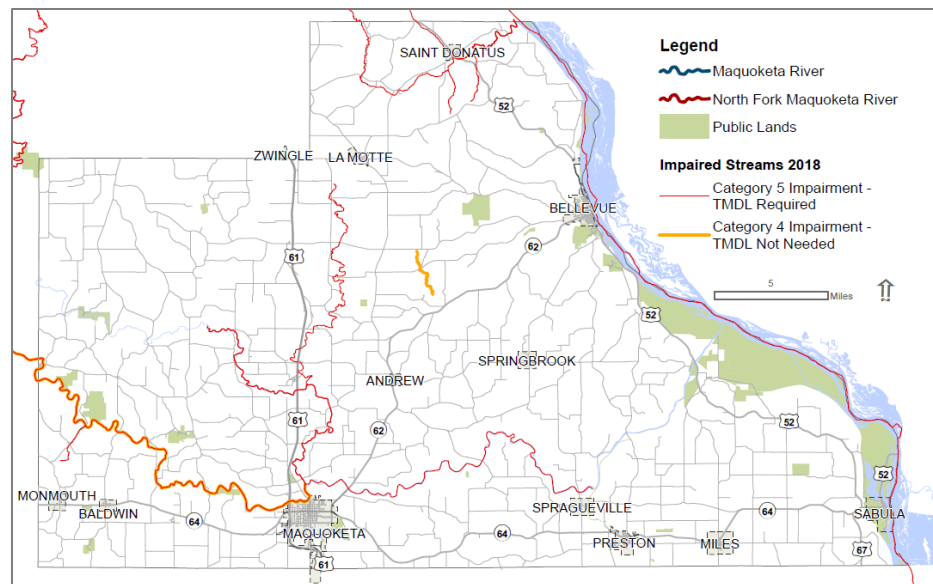 SAINT DONATUS
52
ZWINGLE
LA MOTTE
BELLEVUE
62
61
52
SPRINGBROOK
ANDREW
61
62
52
52
MONMOUTH
BALDWIN
64
MAQUOKETA
61
64
SPRAGUEVILLE
PRESTON
MILES
64
SABULA
67
Legend
Maquoketa River
North Fork Maquoketa River
Public Lands
Impaired Streams 2018
Category 5 Impairment -
TMDL Required
Category 4 Impairment -
TMDL Not Needed
5
Miles